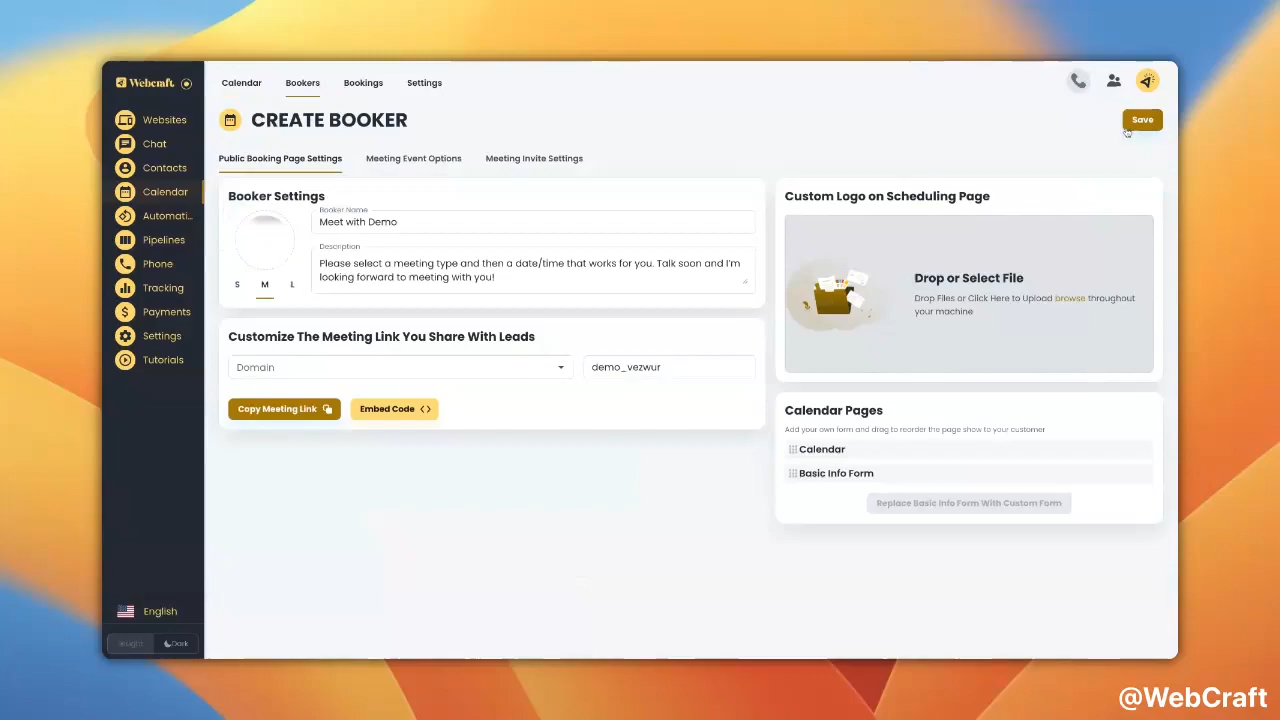 Webcraft
Calendar
Bookers
Bookings
Settings
Websites
Chat
Contacts
Calendar
Automati...
Pipelines
Phone
Tracking
Payments
Settings
Tutorials
English
Light
Dark
CREATE BOOKER
Save
Public Booking Page Settings
Meeting Event Options
Meeting Invite Settings
Booker Settings
S M L
Booker Name
Meet with Demo
Description
Please select a meeting type and then a date/time that works for you. Talk soon and I'm
looking forward to meeting with you!
Customize The Meeting Link You Share With Leads
Domain
demo_vezwur
Copy Meeting Link
Embed Code
Custom Logo on Scheduling Page
Drop or Select File
Drop Files or Click Here to Upload browse throughout
your machine
Calendar Pages
Add your own form and drag to reorder the page show to your customer
Calendar
Basic Info Form
Replace Basic Info Form With Custom Form
@WebCraft